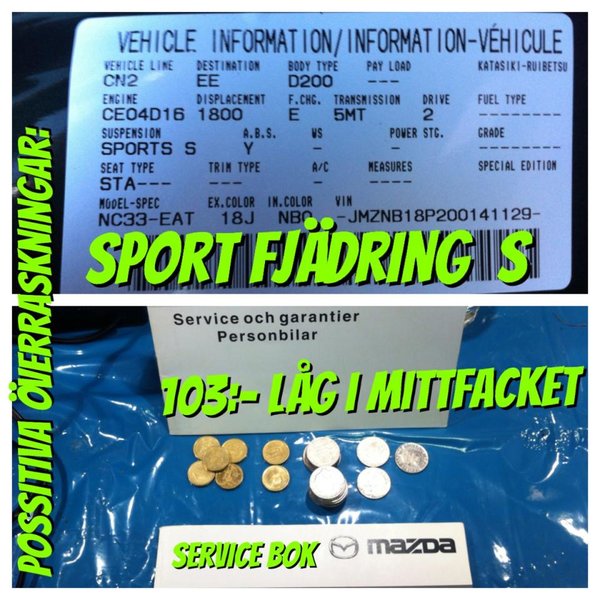 POSSITIVA ÖVERRASKNINGAR:
VEHICLE INFORMATION/INFORMATION-VÉHICULE
VEHICLE LINE DESTINATION BODY TYPE PAY LOAD KATASIKI-RUIBETSU
CN2 EE D200 ---
ENGINE DISPLACEMENT F.CHG. TRANSMISSION DRIVE FUEL TYPE
CE04D16 1800 E 5MT 2
SUSPENSION A.B.S. WS POWER STG. GRADE
SPORTS S Y - --- ---
SEAT TYPE TRIM TYPE A/C MEASURES SPECIAL EDITION
STA--- --- - ---
MODEL-SPEC EX.COLOR IN.COLOR VIN
NC33-EAT 18J NB0 -JMZNB18P200141129-
SPORT FJÄDRING S
Service och garantier
Personbilar
103:- LÅG I MITTFACKET
SERVICE BOK mazda